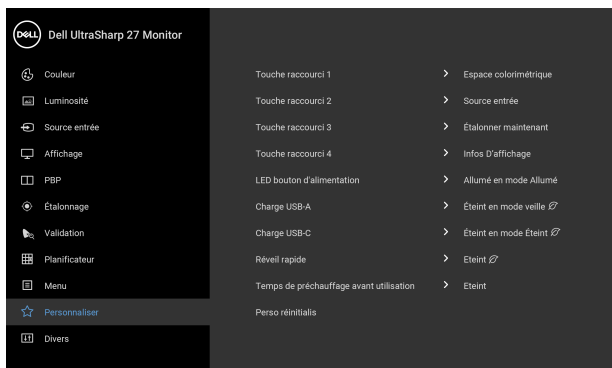 DELL Dell UltraSharp 27 Monitor
Couleur
Luminosité
Source entrée
Affichage
PBP
Étalonnage
Validation
Planificateur
Menu
Personnaliser
Divers
Touche raccourci 1 Espace colorimétrique
Touche raccourci 2 Source entrée
Touche raccourci 3 Étalonner maintenant
Touche raccourci 4 Infos D'affichage
LED bouton d'alimentation Allumé en mode Allumé
Charge USB-A Éteint en mode veille
Charge USB-C Éteint en mode Éteint
Réveil rapide Eteint
Temps de préchauffage avant utilisation Eteint
Perso réinitialis